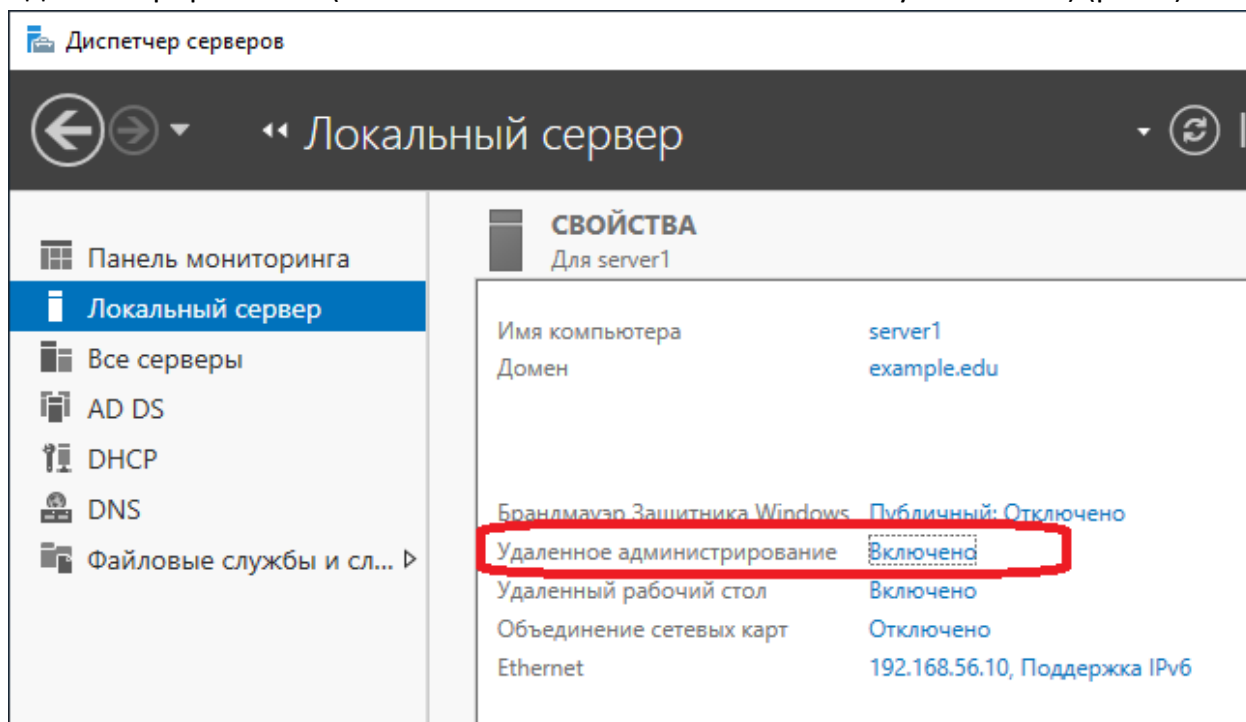 Диспетчер серверов
Локальный сервер
Панель мониторинга
Локальный сервер
Все серверы
AD DS
DHCP
DNS
Файловые службы и сл...
СВОЙСТВА
Для server1
Имя компьютера server1
Домен example.edu
Брандмауэр Защитника Windows Публичный: Отключено
Удаленное администрирование Включено
Удаленный рабочий стол Включено
Объединение сетевых карт Отключено
Ethernet 192.168.56.10, Поддержка IPv6